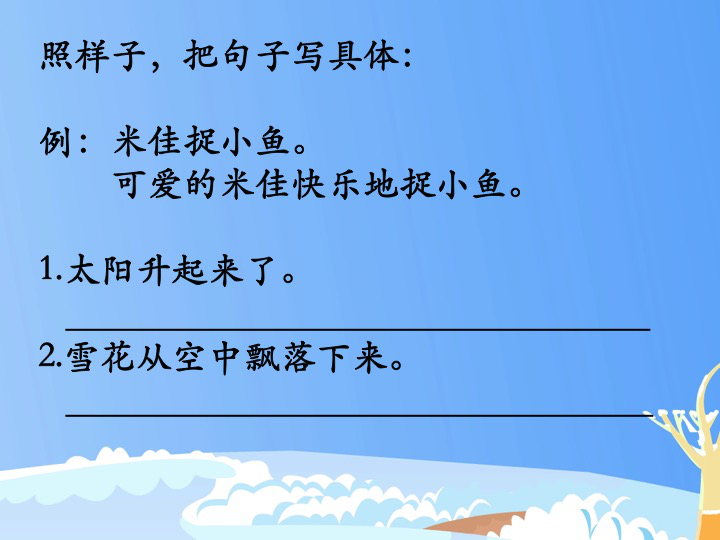 照样子，把句子写具体：
例：米佳捉小鱼。
可爱的米佳快乐地捉小鱼。
1.太阳升起来了。
2.雪花从空中飘落下来。